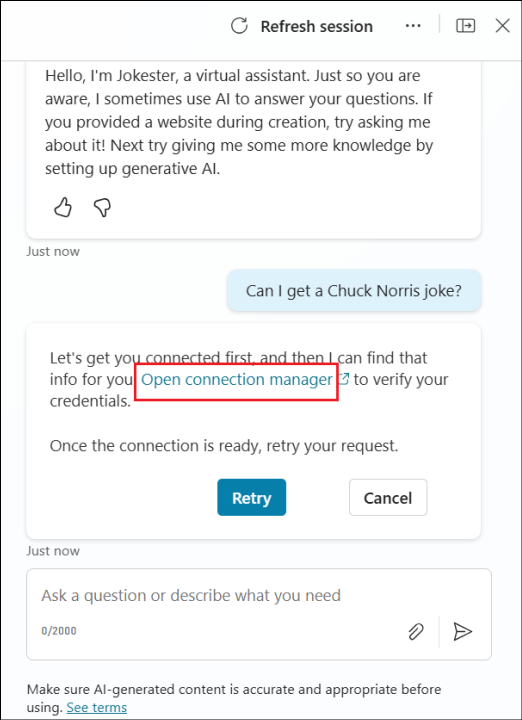 Refresh session
Hello, I'm Jokester, a virtual assistant. Just so you are
aware, I sometimes use AI to answer your questions. If
you provided a website during creation, try asking me
about it! Next try giving me some more knowledge by
setting up generative AI.
Just now
Can I get a Chuck Norris joke?
Let's get you connected first, and then I can find that
info for you. Open connection manager to verify your
credentials.
Once the connection is ready, retry your request.
Retry Cancel
Just now
Ask a question or describe what you need
0/2000
Make sure AI-generated content is accurate and appropriate before
using. See terms